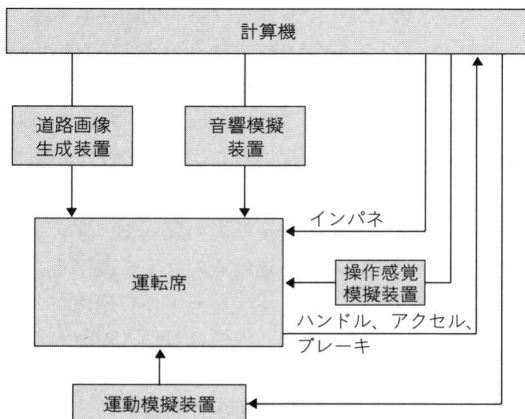 計算機
道路画像
生成装置
音響模擬
装置
インパネ
運転席
操作感覚
模擬装置
ハンドル、アクセル、
ブレーキ
運動模擬装置